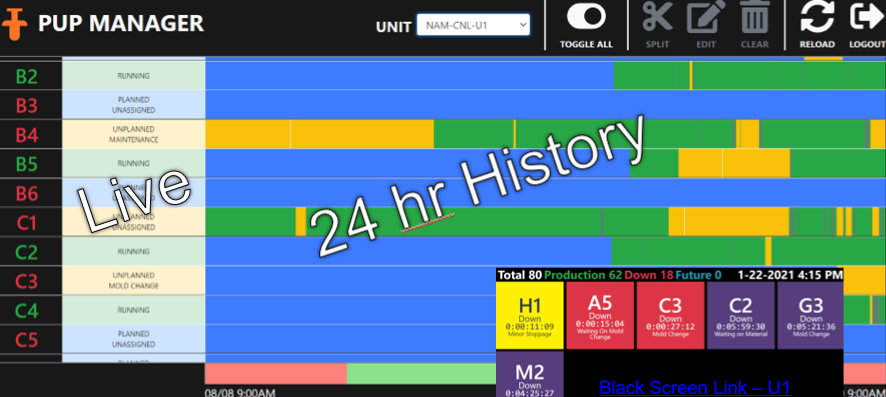 PUP MANAGER
UNIT NAM-CNL-U1
TOGGLE ALL SPLIT EDIT CLEAR RELOAD LOGOUT
B2 RUNNING
B3 PLANNED
UNASSIGNED
B4 UNPLANNED
MAINTENANCE
B5 RUNNING
B6 PLANNED
UNASSIGNED
C1 UNPLANNED
UNASSIGNED
C2 RUNNING
C3 UNPLANNED
MOLD CHANGE
C4 RUNNING
C5 PLANNED
UNASSIGNED
PLANNED
Live
24 hr History
Total 80 Production 62 Down 18 Future 0 1-22-2021 4:15 PM
H1
Down
0:00:11:09
Minor Stoppage
A5
Down
0:00:15:04
Waiting On Mold
Change
C3
Down
0:00:27:12
Mold Change
C2
Down
0:05:59:30
Waiting on Material
G3
Down
0:05:21:36
Mold Change
M2
Down
0:04:25:27
Black Screen Link – U1
08/08 9:00AM
9:00AM